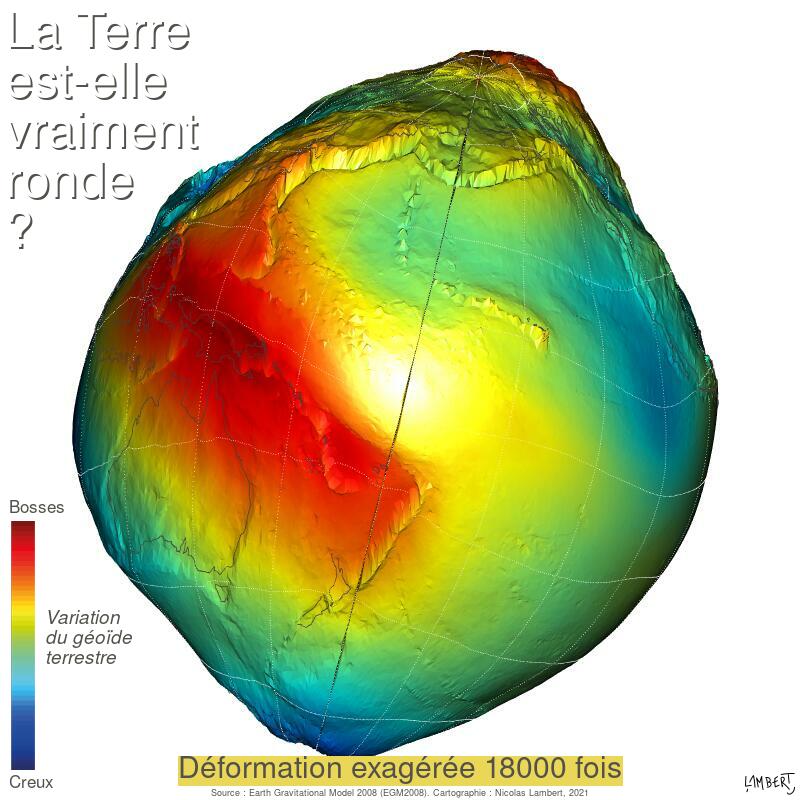 La Terre
est-elle
vraiment
ronde
?
Bosses
Variation
du géoïde
terrestre
Creux
Déformation exagérée 18000 fois
Source : Earth Gravitational Model 2008 (EGM2008). Cartographie : Nicolas Lambert, 2021
LAMBERT